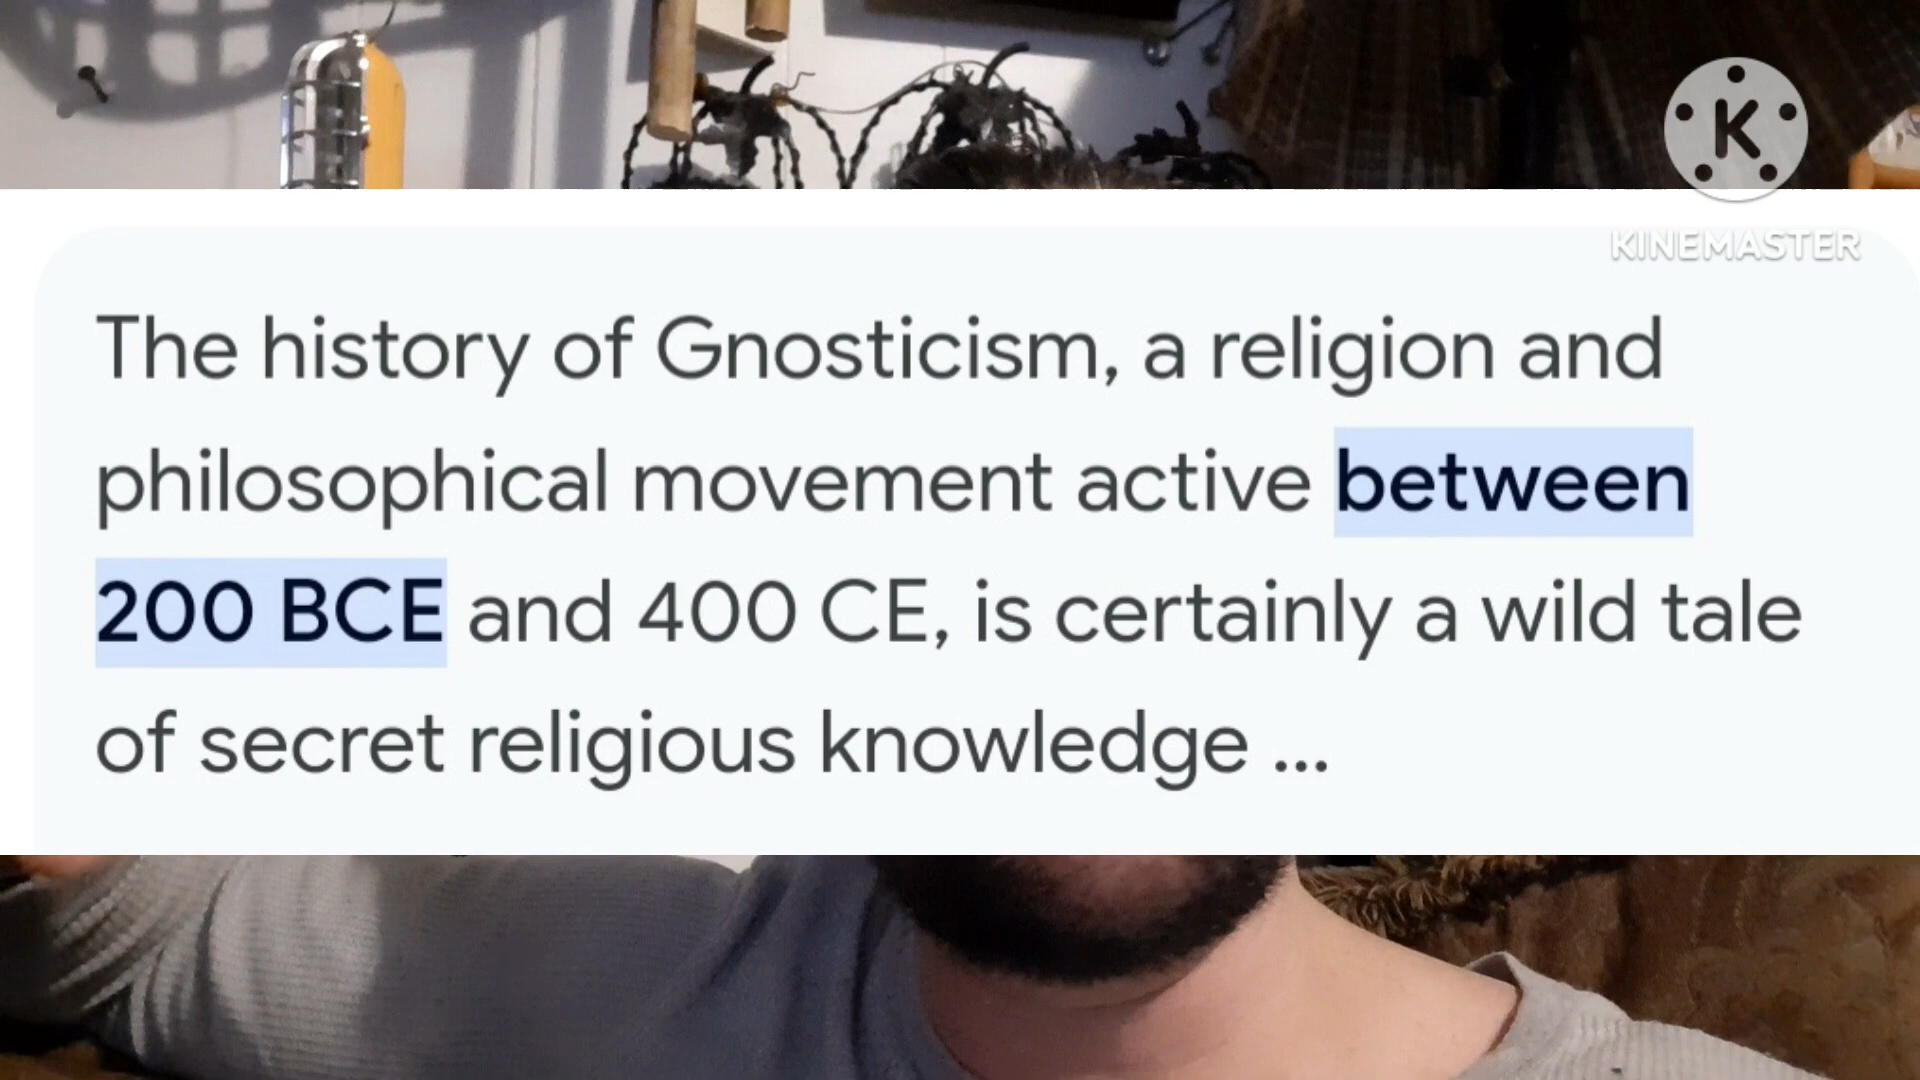 K
KINEMASTER
The history of Gnosticism, a religion and
philosophical movement active between
200 BCE and 400 CE, is certainly a wild tale
of secret religious knowledge ...